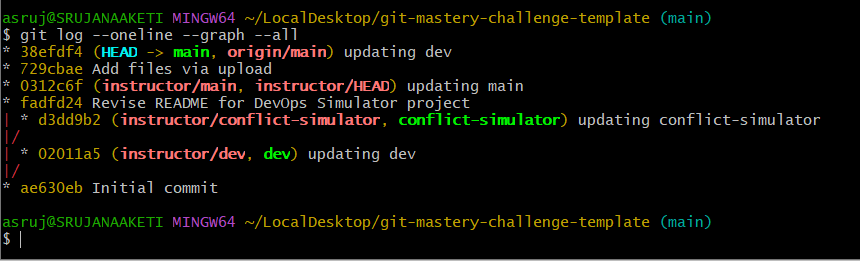 asruj@SRUJANAAKETI MINGW64 ~/LocalDesktop/git-mastery-challenge-template (main)
$ git log --oneline --graph --all
* 38efdf4 (HEAD -> main, origin/main) updating dev
* 729cbae Add files via upload
* 0312c6f (instructor/main, instructor/HEAD) updating main
* fadfd24 Revise README for DevOps Simulator project
| * d3dd9b2 (instructor/conflict-simulator, conflict-simulator) updating conflict-simulator
|/
| * 02011a5 (instructor/dev, dev) updating dev
|/
* ae630eb Initial commit
asruj@SRUJANAAKETI MINGW64 ~/LocalDesktop/git-mastery-challenge-template (main)
$